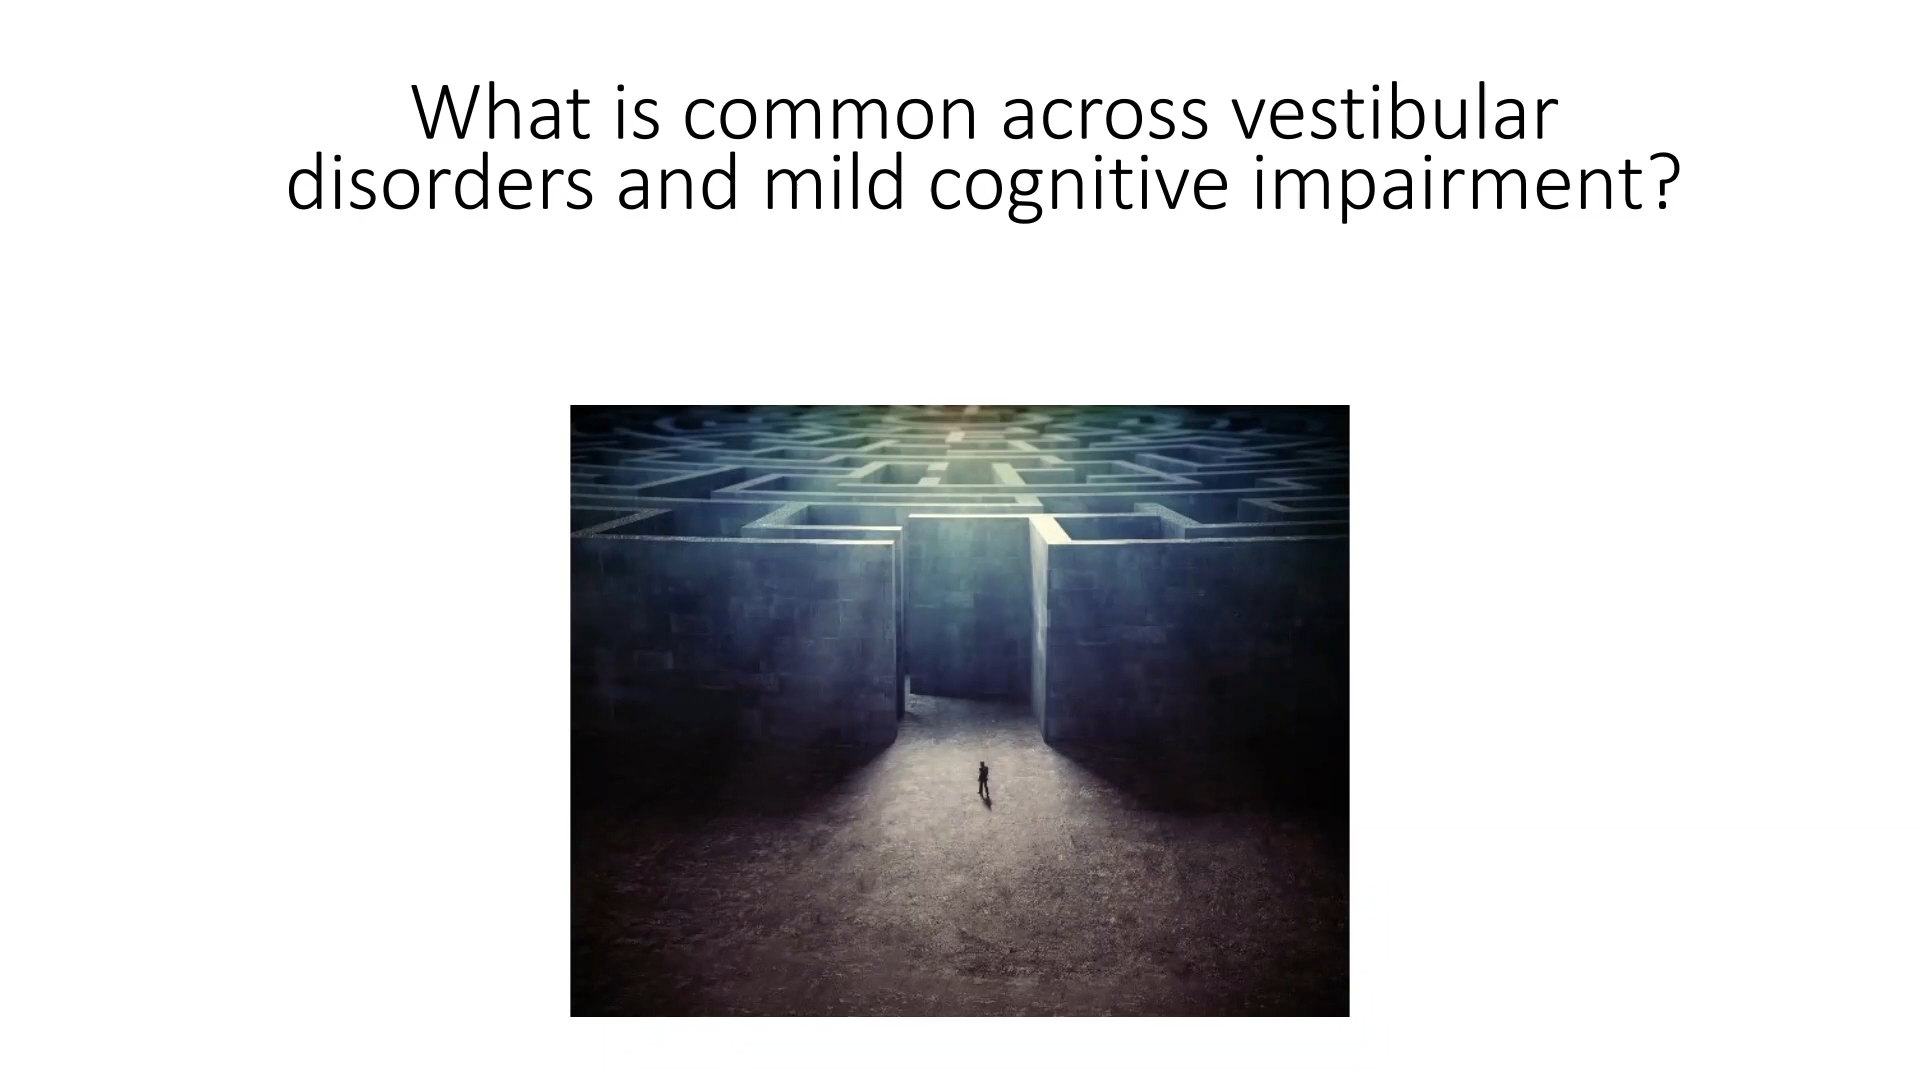 What is common across vestibular
disorders and mild cognitive impairment?